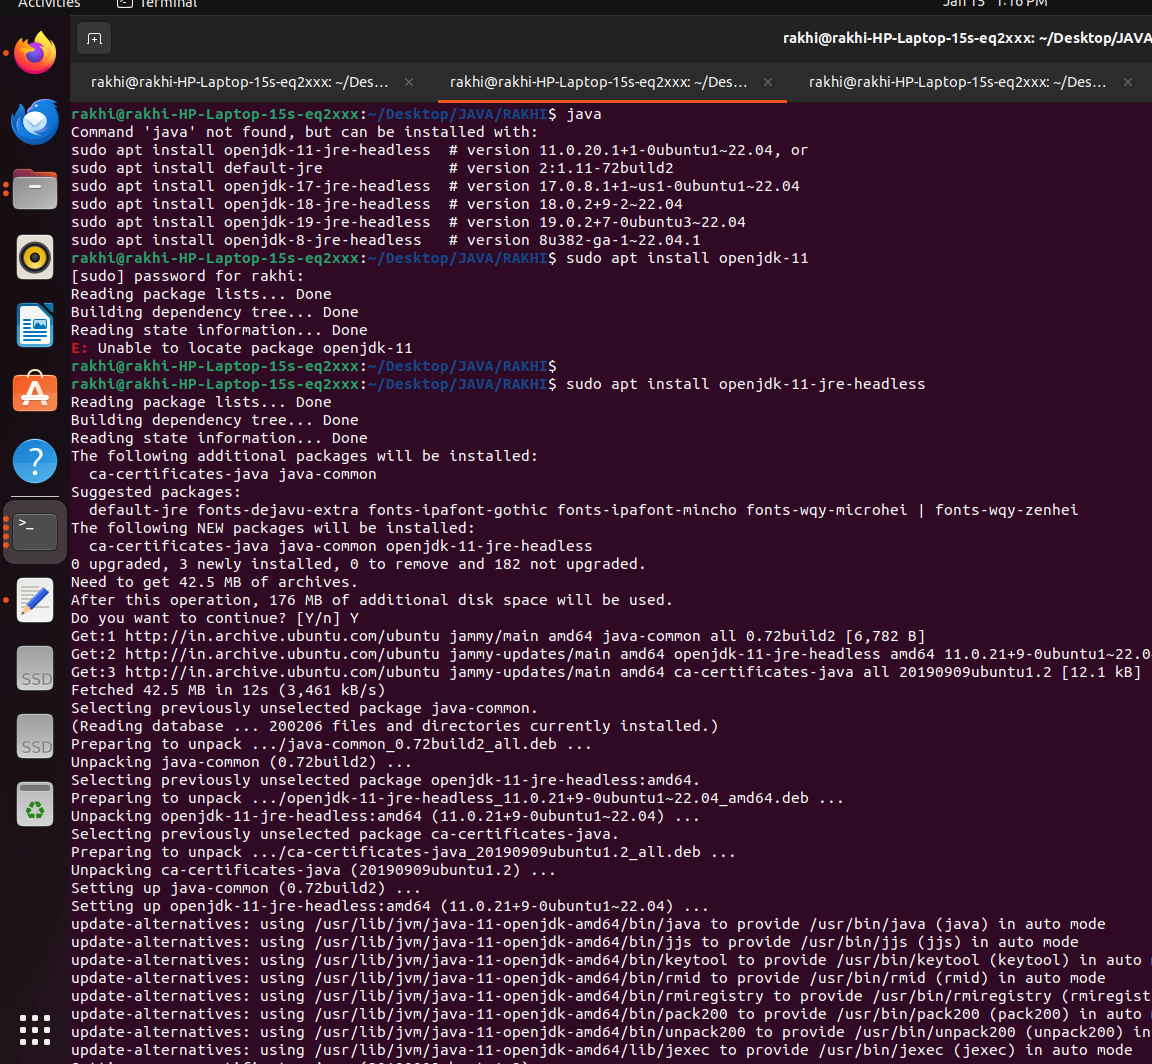 Activities
Terminal
Jan 15 1:16 PM
rakhi@rakhi-HP-Laptop-15s-eq2xxx: ~/Desktop/JAVA
rakhi@rakhi-HP-Laptop-15s-eq2xxx: ~/Des... × rakhi@rakhi-HP-Laptop-15s-eq2xxx: ~/Des... × rakhi@rakhi-HP-Laptop-15s-eq2xxx: ~/Des... ×
rakhi@rakhi-HP-Laptop-15s-eq2xxx:~/Desktop/JAVA/RAKHI$ java
Command 'java' not found, but can be installed with:
sudo apt install openjdk-11-jre-headless  # version 11.0.20.1+1-0ubuntu1~22.04, or
sudo apt install default-jre              # version 2:1.11-72build2
sudo apt install openjdk-17-jre-headless  # version 17.0.8.1+1~us1-0ubuntu1~22.04
sudo apt install openjdk-18-jre-headless  # version 18.0.2+9-2~22.04
sudo apt install openjdk-19-jre-headless  # version 19.0.2+7-0ubuntu3~22.04
sudo apt install openjdk-8-jre-headless   # version 8u382-ga-1~22.04.1
rakhi@rakhi-HP-Laptop-15s-eq2xxx:~/Desktop/JAVA/RAKHI$ sudo apt install openjdk-11
[sudo] password for rakhi:
Reading package lists... Done
Building dependency tree... Done
Reading state information... Done
E: Unable to locate package openjdk-11
rakhi@rakhi-HP-Laptop-15s-eq2xxx:~/Desktop/JAVA/RAKHI$
rakhi@rakhi-HP-Laptop-15s-eq2xxx:~/Desktop/JAVA/RAKHI$ sudo apt install openjdk-11-jre-headless
Reading package lists... Done
Building dependency tree... Done
Reading state information... Done
The following additional packages will be installed:
  ca-certificates-java java-common
Suggested packages:
  default-jre fonts-dejavu-extra fonts-ipafont-gothic fonts-ipafont-mincho fonts-wqy-microhei | fonts-wqy-zenhei
The following NEW packages will be installed:
  ca-certificates-java java-common openjdk-11-jre-headless
0 upgraded, 3 newly installed, 0 to remove and 182 not upgraded.
Need to get 42.5 MB of archives.
After this operation, 176 MB of additional disk space will be used.
Do you want to continue? [Y/n] Y
Get:1 http://in.archive.ubuntu.com/ubuntu jammy/main amd64 java-common all 0.72build2 [6,782 B]
Get:2 http://in.archive.ubuntu.com/ubuntu jammy-updates/main amd64 openjdk-11-jre-headless amd64 11.0.21+9-0ubuntu1~22.0
Get:3 http://in.archive.ubuntu.com/ubuntu jammy-updates/main amd64 ca-certificates-java all 20190909ubuntu1.2 [12.1 kB]
Fetched 42.5 MB in 12s (3,461 kB/s)
Selecting previously unselected package java-common.
(Reading database ... 200206 files and directories currently installed.)
Preparing to unpack .../java-common_0.72build2_all.deb ...
Unpacking java-common (0.72build2) ...
Selecting previously unselected package openjdk-11-jre-headless:amd64.
Preparing to unpack .../openjdk-11-jre-headless_11.0.21+9-0ubuntu1~22.04_amd64.deb ...
Unpacking openjdk-11-jre-headless:amd64 (11.0.21+9-0ubuntu1~22.04) ...
Selecting previously unselected package ca-certificates-java.
Preparing to unpack .../ca-certificates-java_20190909ubuntu1.2_all.deb ...
Unpacking ca-certificates-java (20190909ubuntu1.2) ...
Setting up java-common (0.72build2) ...
Setting up openjdk-11-jre-headless:amd64 (11.0.21+9-0ubuntu1~22.04) ...
update-alternatives: using /usr/lib/jvm/java-11-openjdk-amd64/bin/java to provide /usr/bin/java (java) in auto mode
update-alternatives: using /usr/lib/jvm/java-11-openjdk-amd64/bin/jjs to provide /usr/bin/jjs (jjs) in auto mode
update-alternatives: using /usr/lib/jvm/java-11-openjdk-amd64/bin/keytool to provide /usr/bin/keytool (keytool) in auto
update-alternatives: using /usr/lib/jvm/java-11-openjdk-amd64/bin/rmid to provide /usr/bin/rmid (rmid) in auto mode
update-alternatives: using /usr/lib/jvm/java-11-openjdk-amd64/bin/rmiregistry to provide /usr/bin/rmiregistry (rmiregist
update-alternatives: using /usr/lib/jvm/java-11-openjdk-amd64/bin/pack200 to provide /usr/bin/pack200 (pack200) in auto
update-alternatives: using /usr/lib/jvm/java-11-openjdk-amd64/bin/unpack200 to provide /usr/bin/unpack200 (unpack200) in
update-alternatives: using /usr/lib/jvm/java-11-openjdk-amd64/lib/jexec to provide /usr/bin/jexec (jexec) in auto mode
SSD
SSD